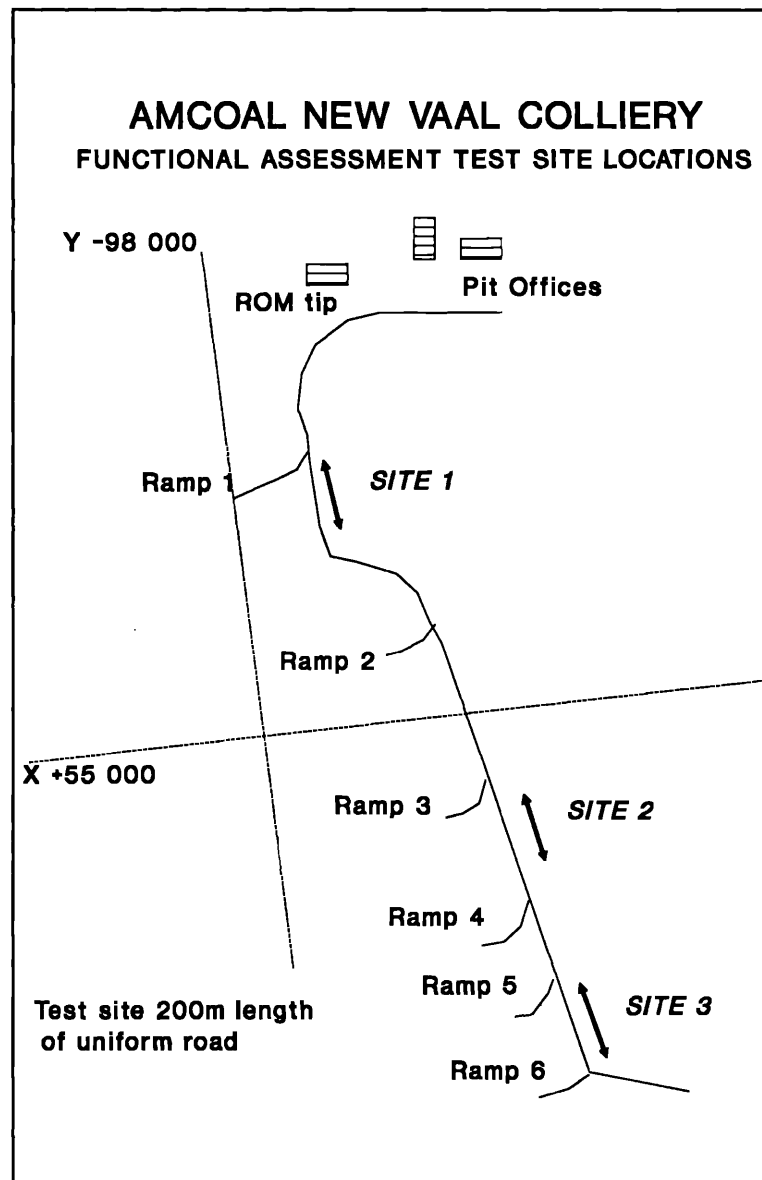 AMCOAL NEW VAAL COLLIERY
FUNCTIONAL ASSESSMENT TEST SITE LOCATIONS
Y -98 000
ROM tip
Pit Offices
Ramp 1
SITE 1
Ramp 2
X +55 000
Ramp 3
SITE 2
Ramp 4
Ramp 5
SITE 3
Test site 200m length
of uniform road
Ramp 6